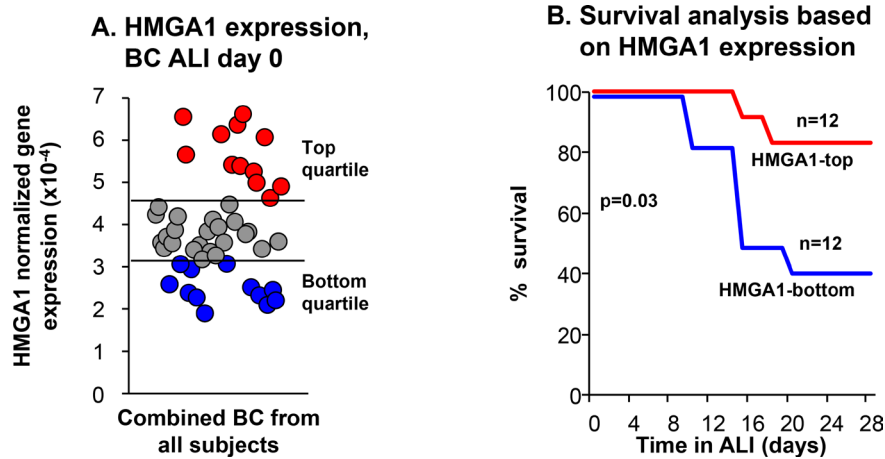 A. HMGA1 expression,
BC ALI day 0
HMGA1 normalized gene
expression (x10-4)
7
6
5
4
3
2
1
0
Top
quartile
Bottom
quartile
Combined BC from
all subjects
B. Survival analysis based
on HMGA1 expression
% survival
100
80
60
40
20
0
n=12
HMGA1-top
p=0.03
n=12
HMGA1-bottom
0 4 8 12 16 20 24 28
Time in ALI (days)